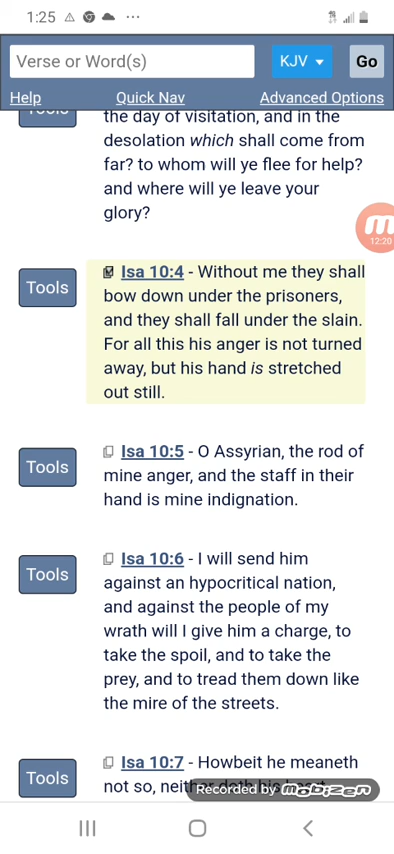 1:25
Verse or Word(s)
KJV
Go
Help Quick Nav Advanced Options
the day of visitation, and in the
desolation which shall come from
far? to whom will ye flee for help?
and where will ye leave your
glory?
12:20
Tools
Isa 10:4 - Without me they shall
bow down under the prisoners,
and they shall fall under the slain.
For all this his anger is not turned
away, but his hand is stretched
out still.
Tools
Isa 10:5 - O Assyrian, the rod of
mine anger, and the staff in their
hand is mine indignation.
Tools
Isa 10:6 - I will send him
against an hypocritical nation,
and against the people of my
wrath will I give him a charge, to
take the spoil, and to take the
prey, and to tread them down like
the mire of the streets.
Tools
Isa 10:7 - Howbeit he meaneth
not so, neither doth his
Recorded by mobizen